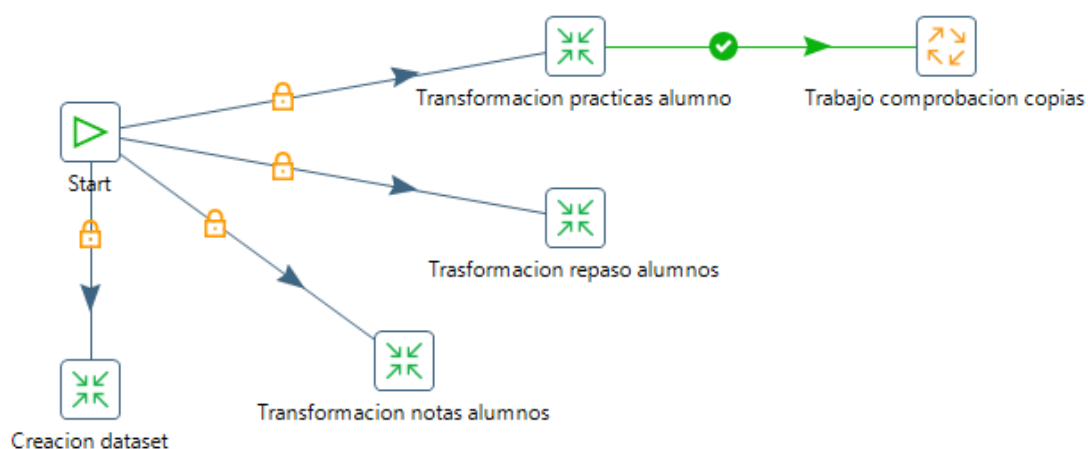 Transformacion practicas alumno
Trabajo comprobacion copias
Start
Trasformacion repaso alumnos
Transformacion notas alumnos
Creacion dataset